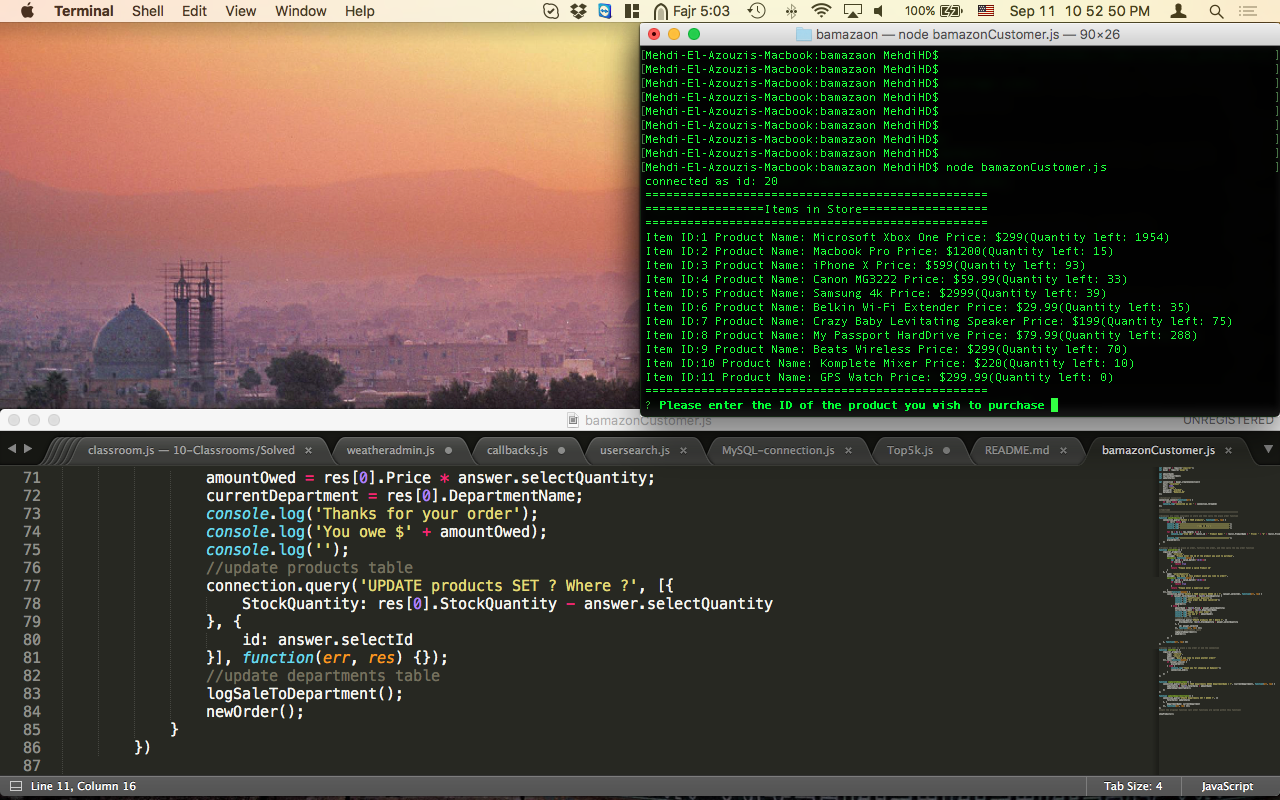 Terminal Shell Edit View Window Help Fajr 5:03 100% Sep 11 10 52 50 PM
bamazaon — node bamazonCustomer.js — 90×26
[Mehdi-El-Azouzis-Macbook:bamazaon MehdiHD$ ]
[Mehdi-El-Azouzis-Macbook:bamazaon MehdiHD$ ]
[Mehdi-El-Azouzis-Macbook:bamazaon MehdiHD$ ]
[Mehdi-El-Azouzis-Macbook:bamazaon MehdiHD$ ]
[Mehdi-El-Azouzis-Macbook:bamazaon MehdiHD$ ]
[Mehdi-El-Azouzis-Macbook:bamazaon MehdiHD$ ]
[Mehdi-El-Azouzis-Macbook:bamazaon MehdiHD$ ]
[Mehdi-El-Azouzis-Macbook:bamazaon MehdiHD$ ]
[Mehdi-El-Azouzis-Macbook:bamazaon MehdiHD$ node bamazonCustomer.js ]
connected as id: 20
=================================================
=================Items in Store==================
=================================================
Item ID:1 Product Name: Microsoft Xbox One Price: $299(Quantity left: 1954)
Item ID:2 Product Name: Macbook Pro Price: $1200(Quantity left: 15)
Item ID:3 Product Name: iPhone X Price: $599(Quantity left: 93)
Item ID:4 Product Name: Canon MG3222 Price: $59.99(Quantity left: 33)
Item ID:5 Product Name: Samsung 4k Price: $2999(Quantity left: 39)
Item ID:6 Product Name: Belkin Wi-Fi Extender Price: $29.99(Quantity left: 35)
Item ID:7 Product Name: Crazy Baby Levitating Speaker Price: $199(Quantity left: 75)
Item ID:8 Product Name: My Passport HardDrive Price: $79.99(Quantity left: 288)
Item ID:9 Product Name: Beats Wireless Price: $299(Quantity left: 70)
Item ID:10 Product Name: Komplete Mixer Price: $220(Quantity left: 10)
Item ID:11 Product Name: GPS Watch Price: $299.99(Quantity left: 0)
=================================================
? Please enter the ID of the product you wish to purchase
bamazonCustomer.js UNREGISTERED
classroom.js — 10-Classrooms/Solved × weatheradmin.js callbacks.js usersearch.js × MySQL-connection.js × Top5k.js README.md × bamazonCustomer.js ×
71 amountOwed = res[0].Price * answer.selectQuantity;
72 currentDepartment = res[0].DepartmentName;
73 console.log('Thanks for your order');
74 console.log('You owe $' + amountOwed);
75 console.log('');
76 //update products table
77 connection.query('UPDATE products SET ? Where ?', [{
78 StockQuantity: res[0].StockQuantity - answer.selectQuantity
79 }, {
80 id: answer.selectId
81 }], function(err, res) {});
82 //update departments table
83 logSaleToDepartment();
84 newOrder();
85 }
86 })
87
Line 11, Column 16 Tab Size: 4 JavaScript